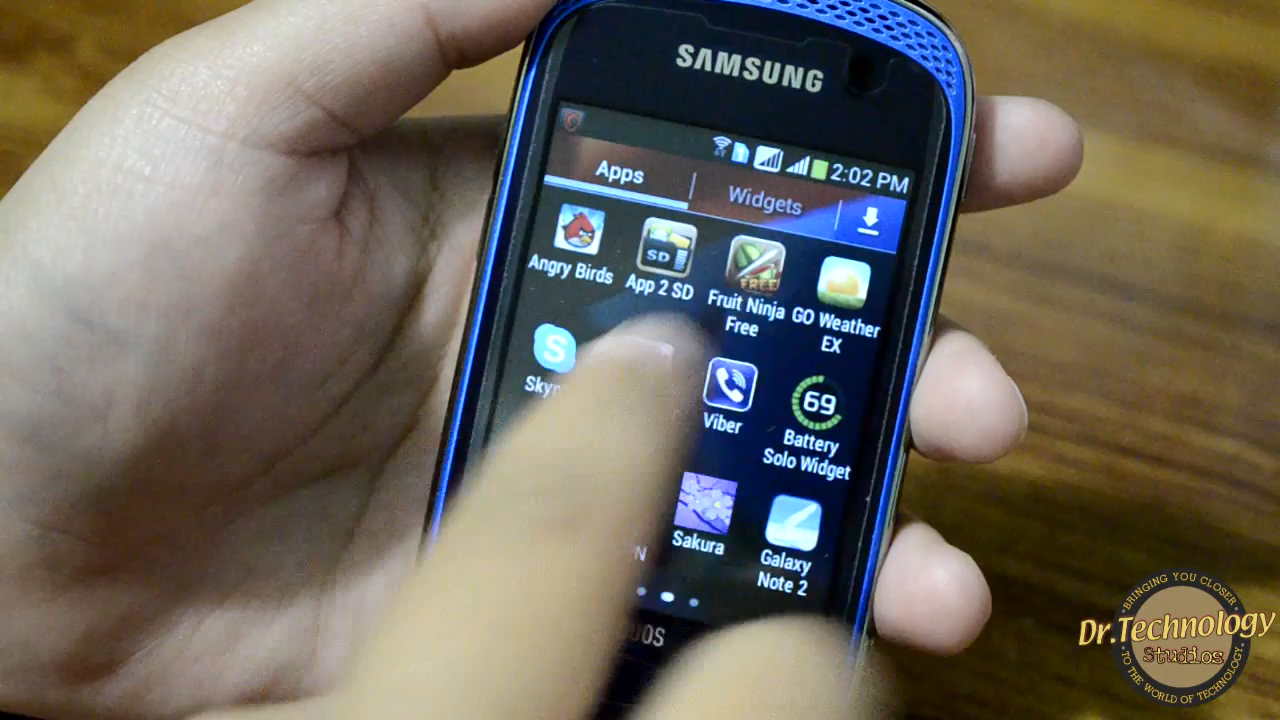 SAMSUNG
2:02 PM
Apps
Widgets
Angry Birds
SD
App 2 SD
FREE
Fruit Ninja
Free
GO Weather
EX
S
Viber
69
Battery
Solo Widget
Sakura
Galaxy
Note 2
BRINGING YOU CLOSER
Dr.Technology
Studios
TO THE WORLD OF TECHNOLOGY.